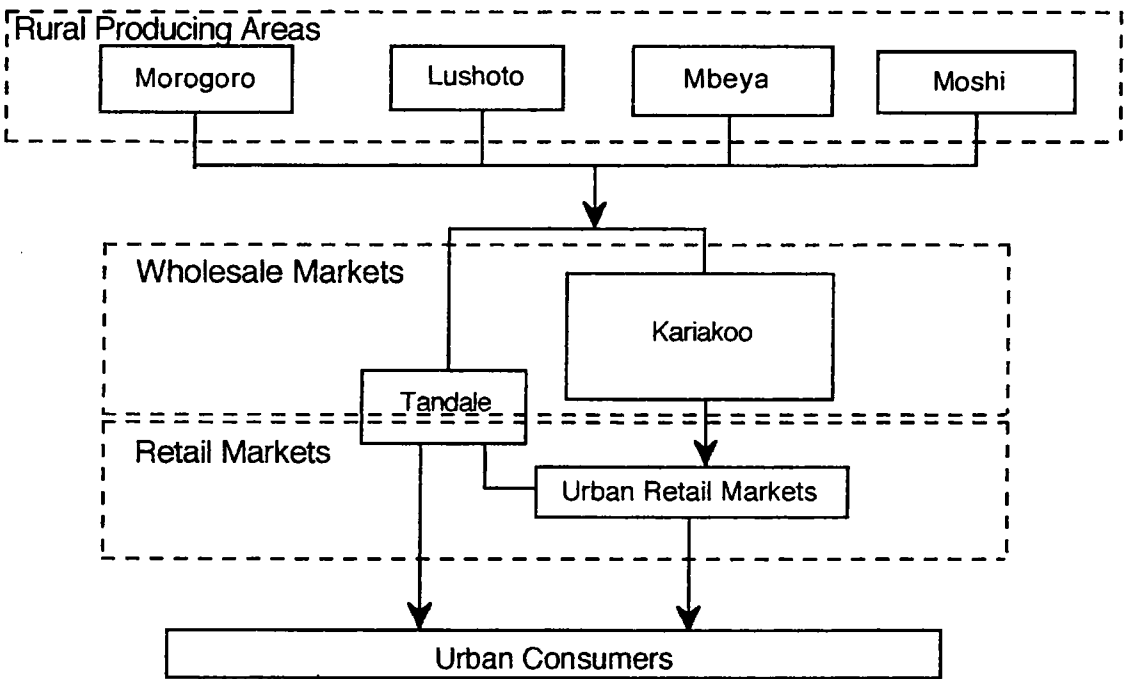 Rural Producing Areas
Morogoro
Lushoto
Mbeya
Moshi
Wholesale Markets
Kariakoo
Tandale
Retail Markets
Urban Retail Markets
Urban Consumers